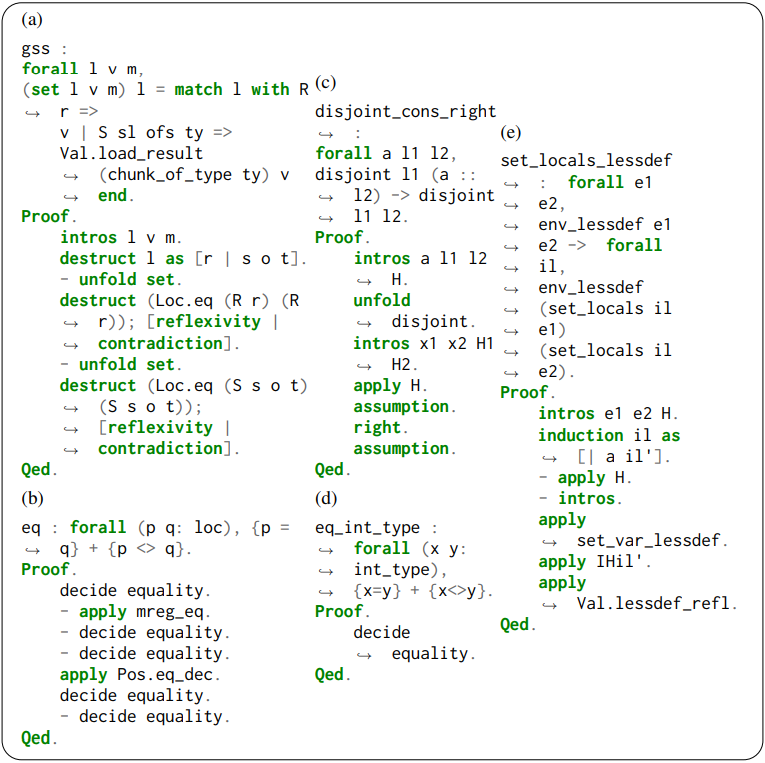 (a)
gss :
forall l v m,
(set l v m) l = match l with R
↪ r =>
v | S sl ofs ty =>
Val.load_result
↪ (chunk_of_type ty) v
↪ end.
Proof.
intros l v m.
destruct l as [r | s o t].
- unfold set.
destruct (Loc.eq (R r) (R
↪ r)); [reflexivity |
↪ contradiction].
- unfold set.
destruct (Loc.eq (S s o t)
↪ (S s o t));
↪ [reflexivity |
↪ contradiction].
Qed.
(b)
eq : forall (p q: loc), {p =
↪ q} + {p <> q}.
Proof.
decide equality.
- apply mreg_eq.
- decide equality.
- decide equality.
apply Pos.eq_dec.
decide equality.
- decide equality.
Qed.
(c)
disjoint_cons_right
↪ :
forall a l1 l2,
disjoint l1 (a ::
↪ l2) -> disjoint
↪ l1 l2.
Proof.
intros a l1 l2
↪ H.
unfold
↪ disjoint.
intros x1 x2 H1
↪ H2.
apply H.
assumption.
right.
assumption.
Qed.
(d)
eq_int_type :
↪ forall (x y:
↪ int_type),
↪ {x=y} + {x<>y}.
Proof.
decide
↪ equality.
Qed.
(e)
set_locals_lessdef
↪ : forall e1
↪ e2,
↪ env_lessdef e1
↪ e2 -> forall
↪ il,
↪ env_lessdef
↪ (set_locals il
↪ e1)
↪ (set_locals il
↪ e2).
Proof.
intros e1 e2 H.
induction il as
↪ [| a il'].
- apply H.
- intros.
apply
↪ set_var_lessdef.
apply IHil'.
apply
↪ Val.lessdef_refl.
Qed.